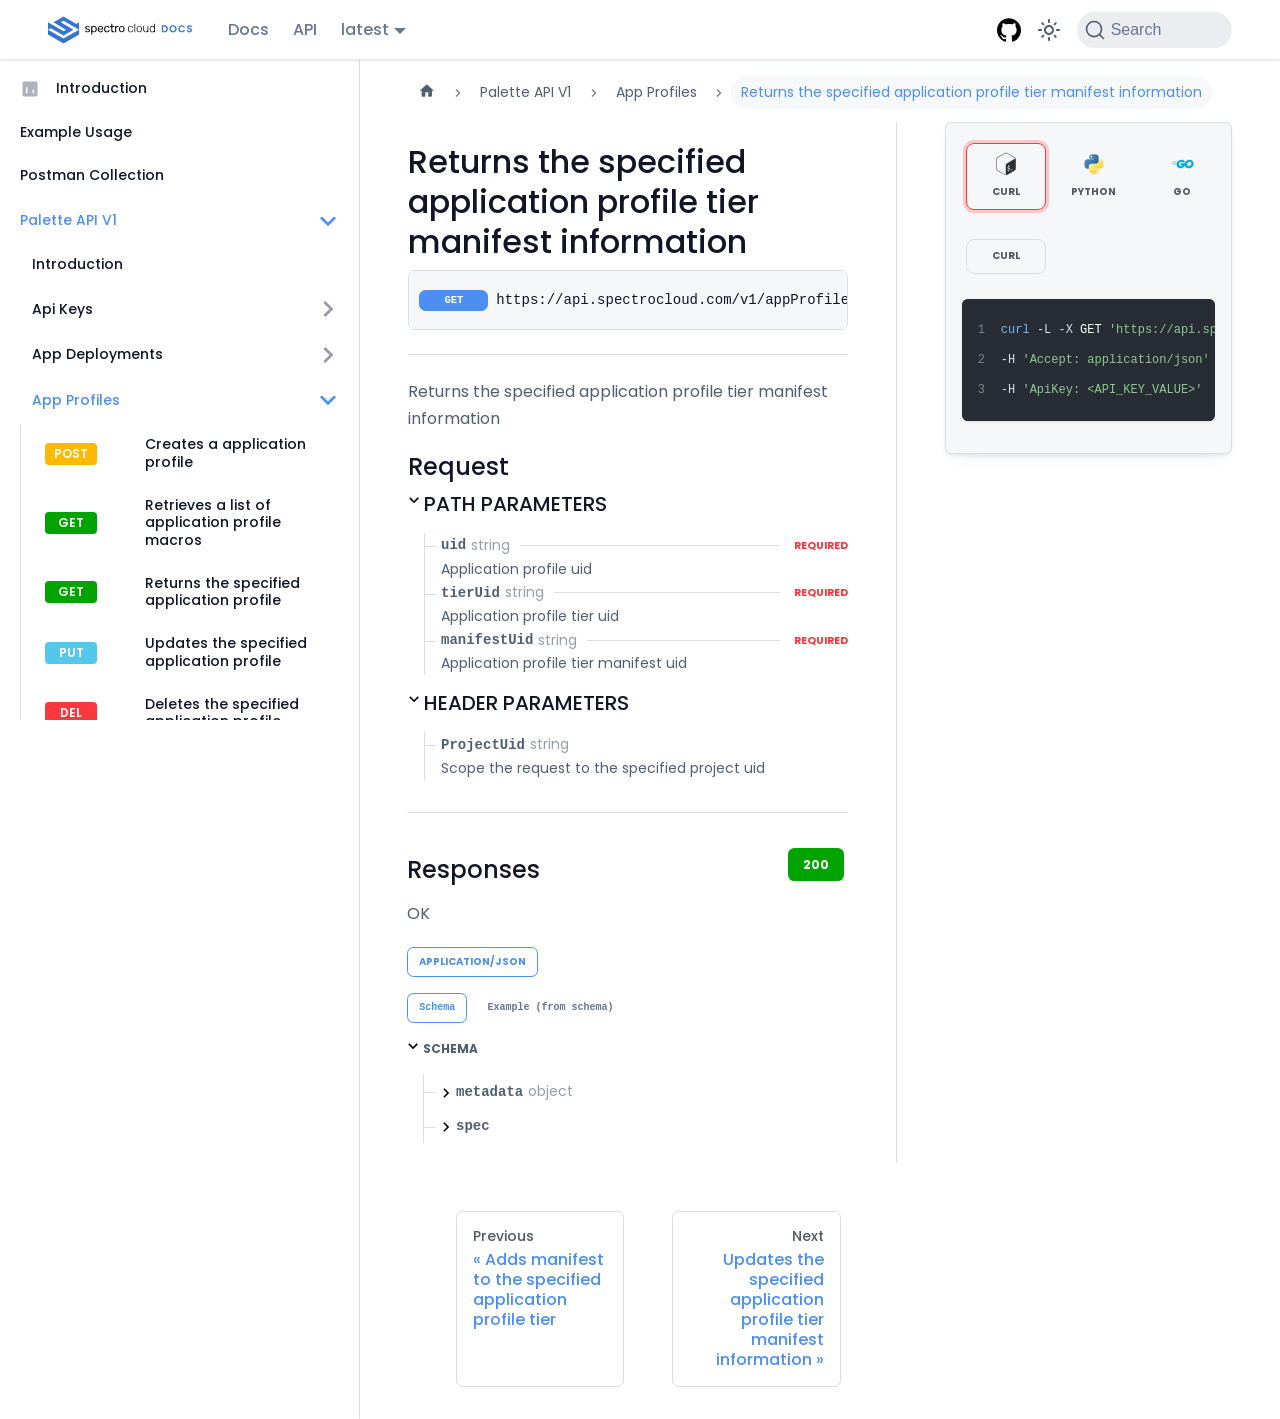 spectro cloud DOCS
Docs
API
latest
Search
Introduction
Example Usage
Postman Collection
Palette API V1
Introduction
Api Keys
App Deployments
App Profiles
POST
Creates a application
profile
GET
Retrieves a list of
application profile
macros
GET
Returns the specified
application profile
PUT
Updates the specified
application profile
DEL
Deletes the specified
application profile
Palette API V1
App Profiles
Returns the specified application profile tier manifest information
Returns the specified
application profile tier
manifest information
GET https://api.spectrocloud.com/v1/appProfile
Returns the specified application profile tier manifest
information
Request
PATH PARAMETERS
uid string REQUIRED
Application profile uid
tierUid string REQUIRED
Application profile tier uid
manifestUid string REQUIRED
Application profile tier manifest uid
HEADER PARAMETERS
ProjectUid string
Scope the request to the specified project uid
Responses
200
OK
APPLICATION/JSON
Schema
Example (from schema)
SCHEMA
metadata object
spec
CURL
PYTHON
GO
CURL
1 curl -L -X GET 'https://api.sp
2 -H 'Accept: application/json'
3 -H 'ApiKey: <API_KEY_VALUE>'
Previous
« Adds manifest
to the specified
application
profile tier
Next
Updates the
specified
application
profile tier
manifest
information »